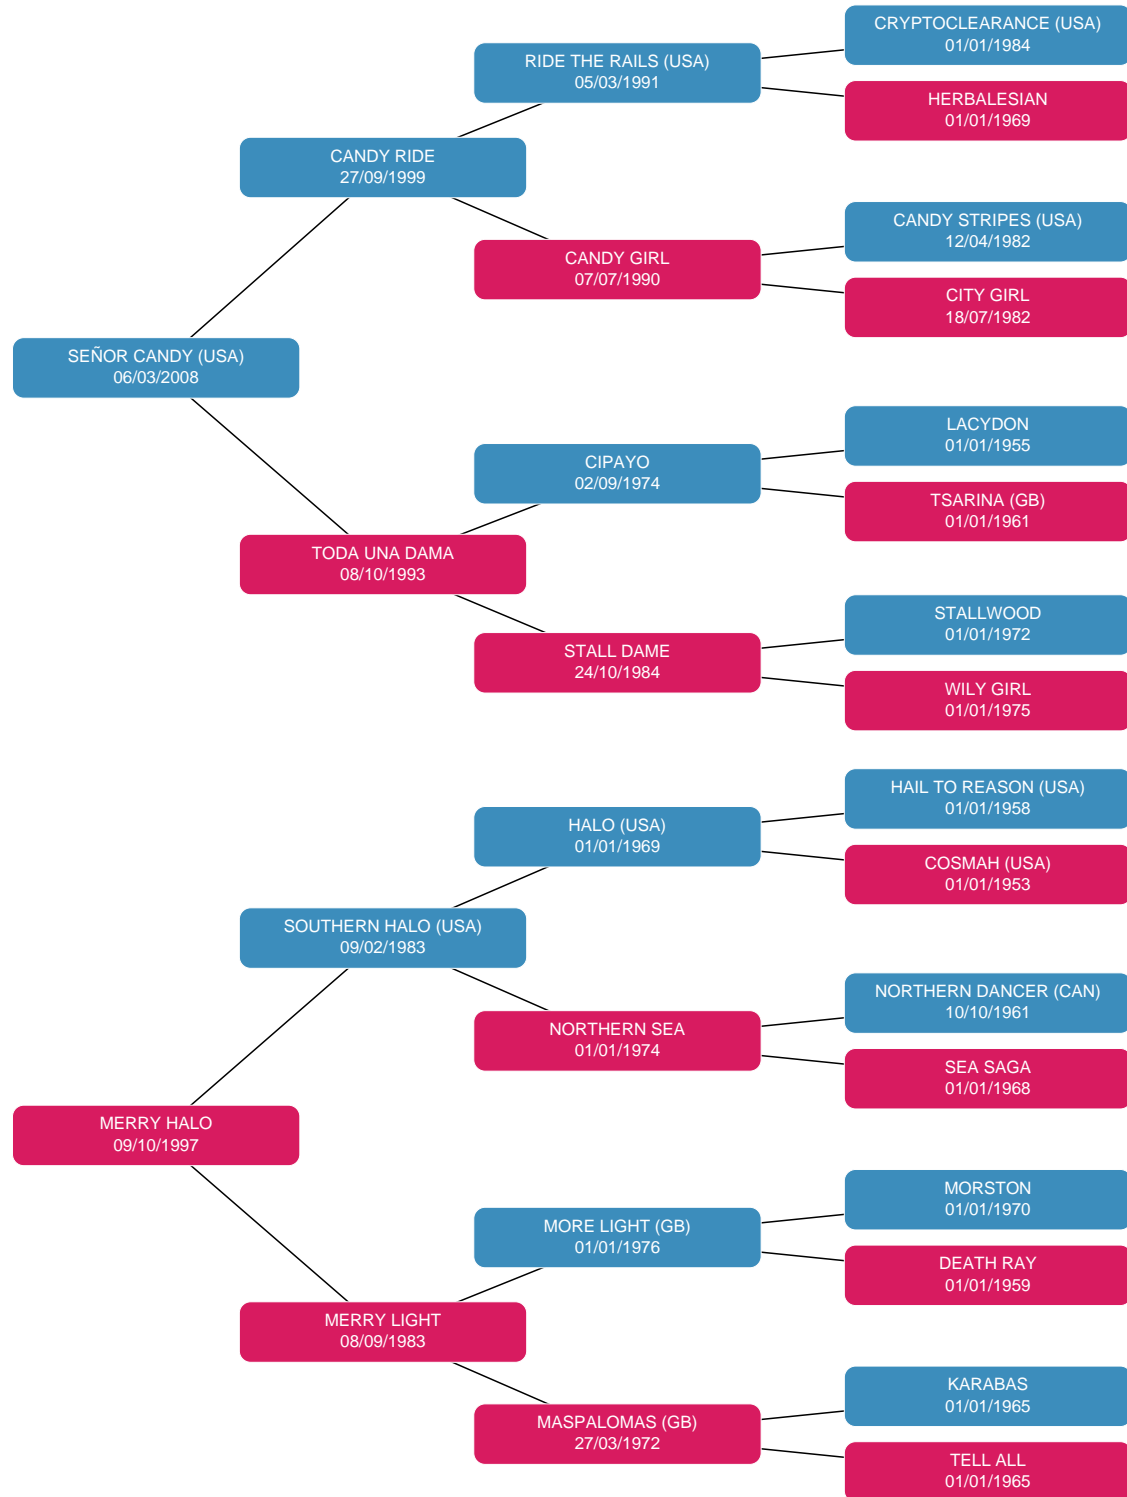 CRYPTOCLEARANCE (USA)
01/01/1984
RIDE THE RAILS (USA)
05/03/1991
HERBALESIAN
01/01/1969
CANDY RIDE
27/09/1999
CANDY STRIPES (USA)
12/04/1982
CANDY GIRL
07/07/1990
CITY GIRL
18/07/1982
SEÑOR CANDY (USA)
06/03/2008
LACYDON
01/01/1955
CIPAYO
02/09/1974
TSARINA (GB)
01/01/1961
TODA UNA DAMA
08/10/1993
STALLWOOD
01/01/1972
STALL DAME
24/10/1984
WILY GIRL
01/01/1975
HAIL TO REASON (USA)
01/01/1958
HALO (USA)
01/01/1969
COSMAH (USA)
01/01/1953
SOUTHERN HALO (USA)
09/02/1983
NORTHERN DANCER (CAN)
10/10/1961
NORTHERN SEA
01/01/1974
SEA SAGA
01/01/1968
MERRY HALO
09/10/1997
MORSTON
01/01/1970
MORE LIGHT (GB)
01/01/1976
DEATH RAY
01/01/1959
MERRY LIGHT
08/09/1983
KARABAS
01/01/1965
MASPALOMAS (GB)
27/03/1972
TELL ALL
01/01/1965